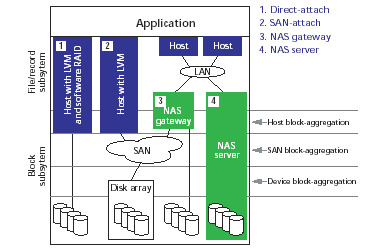 Application
1. Direct-attach
2. SAN-attach
3. NAS gateway
4. NAS server
File/record
subsytem
1
Host with LVM
and software RAID
2
Host with LVM
Host
Host
LAN
3
NAS
gateway
4
NAS
server
Host block-aggregation
SAN
SAN block-aggregation
Block
subsytem
Disk array
Device block-aggregation